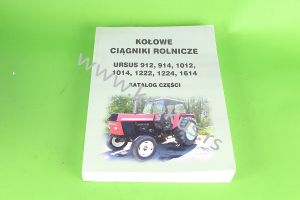 KOŁOWE
CIĄGNIKI ROLNICZE
URSUS 912, 914, 1012,
1014, 1222, 1224, 1614
KATALOG CZĘŚCI